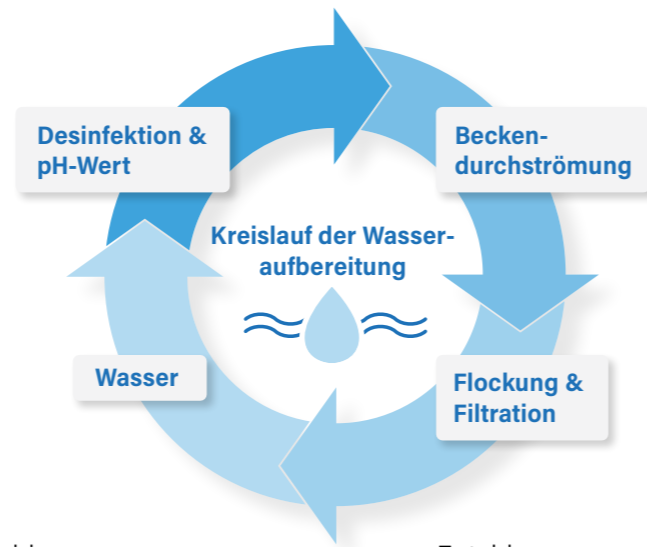 Desinfektion &
pH-Wert
Becken-
durchströmung
Kreislauf der Wasser-
aufbereitung
Wasser
Flockung &
Filtration